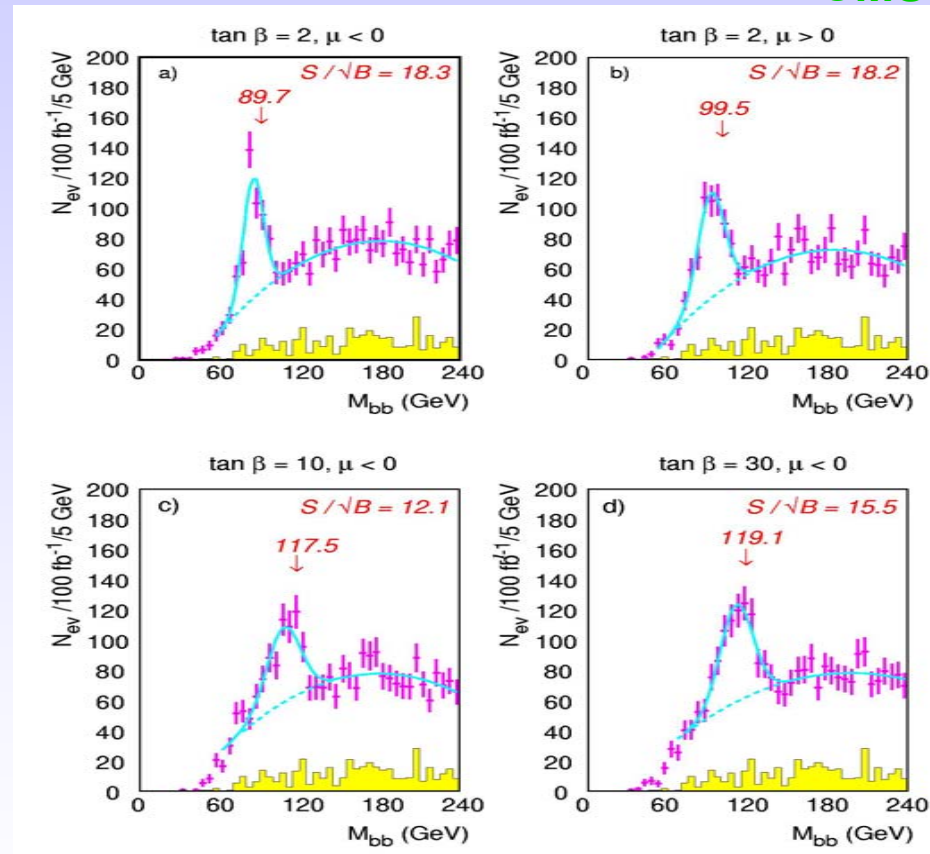 tan β = 2, μ < 0
a)
S/√B = 18.3
89.7
N_ev /100 fb⁻¹/5 GeV
200
180
160
140
120
100
80
60
40
20
0
0 60 120 180 240
M_bb (GeV)
tan β = 2, μ > 0
b)
S/√B = 18.2
99.5
N_ev /100 fb⁻¹/5 GeV
200
180
160
140
120
100
80
60
40
20
0
0 60 120 180 240
M_bb (GeV)
tan β = 10, μ < 0
c)
S/√B = 12.1
117.5
N_ev /100 fb⁻¹/5 GeV
200
180
160
140
120
100
80
60
40
20
0
0 60 120 180 240
M_bb (GeV)
tan β = 30, μ < 0
d)
S/√B = 15.5
119.1
N_ev /100 fb⁻¹/5 GeV
200
180
160
140
120
100
80
60
40
20
0
0 60 120 180 240
M_bb (GeV)